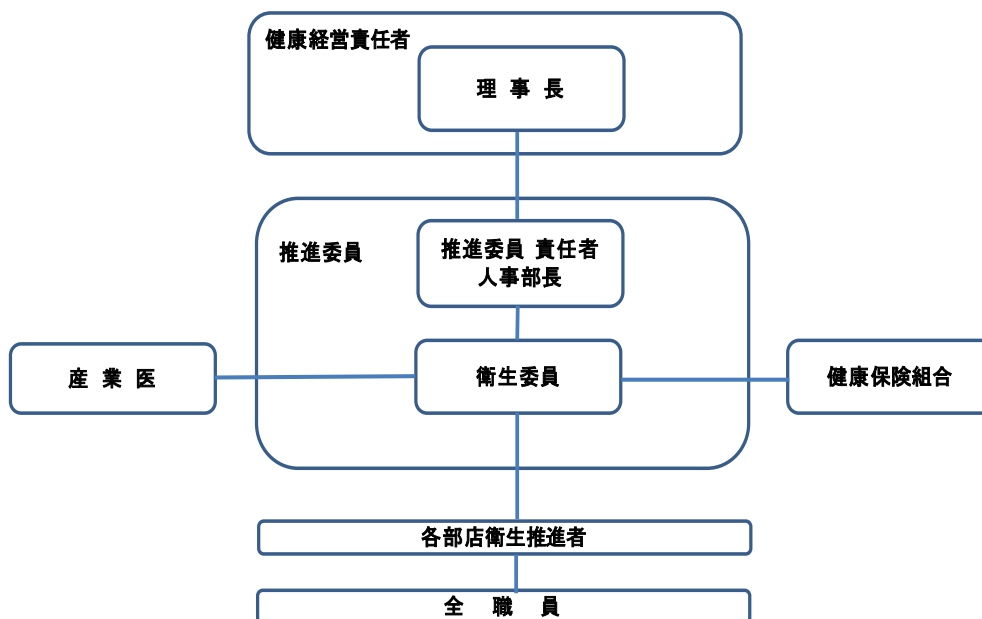 健康経営責任者
理 事 長
推進委員
推進委員 責任者
人事部長
産 業 医
衛生委員
健康保険組合
各部店衛生推進者
全 職 員